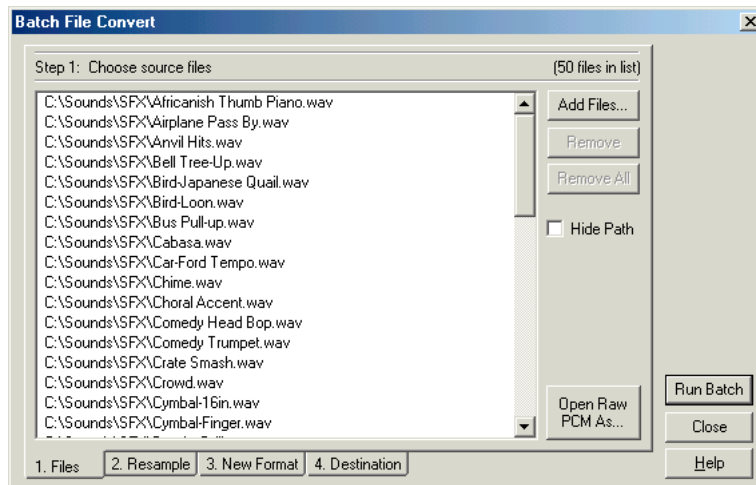 Batch File Convert
Step 1: Choose source files
(50 files in list)
C:\Sounds\SFX\Africanish Thumb Piano.wav
C:\Sounds\SFX\Airplane Pass By.wav
C:\Sounds\SFX\Anvil Hits.wav
C:\Sounds\SFX\Bell Tree-Up.wav
C:\Sounds\SFX\Bird-Japanese Quail.wav
C:\Sounds\SFX\Bird-Loon.wav
C:\Sounds\SFX\Bus Pull-up.wav
C:\Sounds\SFX\Cabasa.wav
C:\Sounds\SFX\Car-Ford Tempo.wav
C:\Sounds\SFX\Chime.wav
C:\Sounds\SFX\Choral Accent.wav
C:\Sounds\SFX\Comedy Head Bop.wav
C:\Sounds\SFX\Comedy Trumpet.wav
C:\Sounds\SFX\Crate Smash.wav
C:\Sounds\SFX\Crowd.wav
C:\Sounds\SFX\Cymbal-16in.wav
C:\Sounds\SFX\Cymbal-Finger.wav
Add Files...
Remove
Remove All
Hide Path
Open Raw
PCM As...
Run Batch
Close
Help
1. Files
2. Resample
3. New Format
4. Destination